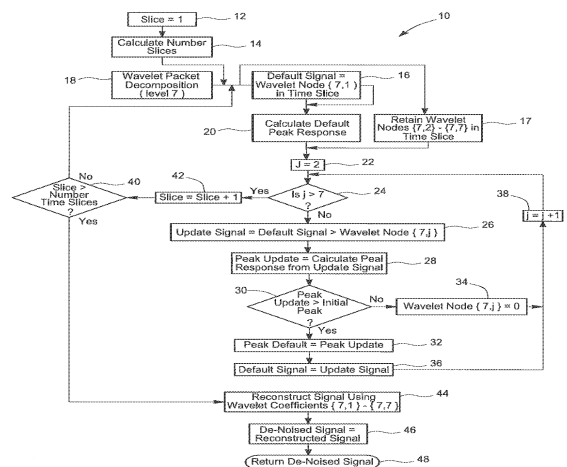 Slice = 1
12
10
Calculate Number
Slices
14
18
Wavelet Packet
Decomposition
( level 7 )
Default Signal =
Wavelet Node { 7,1 }
in Time Slice
16
20
Calculate Default
Peak Response
Retain Wavelet
Nodes {7,2} - {7,7} in
Time Slice
17
J = 2
22
No
42
40
Slice >
Number
Time Slices
?
Yes
Slice = Slice + 1
Yes
Is j > 7
?
24
No
38
j = j +1
Update Signal = Default Signal > Wavelet Node { 7,j }
26
Peak Update = Calculate Peal
Response from Update Signal
28
30
Peak
Update > Initial
Peak
?
No
34
Wavelet Node { 7,j } = 0
Yes
Peak Default = Peak Update
32
Default Signal = Update Signal
36
Reconstruct Signal Using
Wavelet Coefficients { 7,1 } - {7,7 }
44
De-Noised Signal =
Reconstructed Signal
46
(Return De-Noised Signal)
48